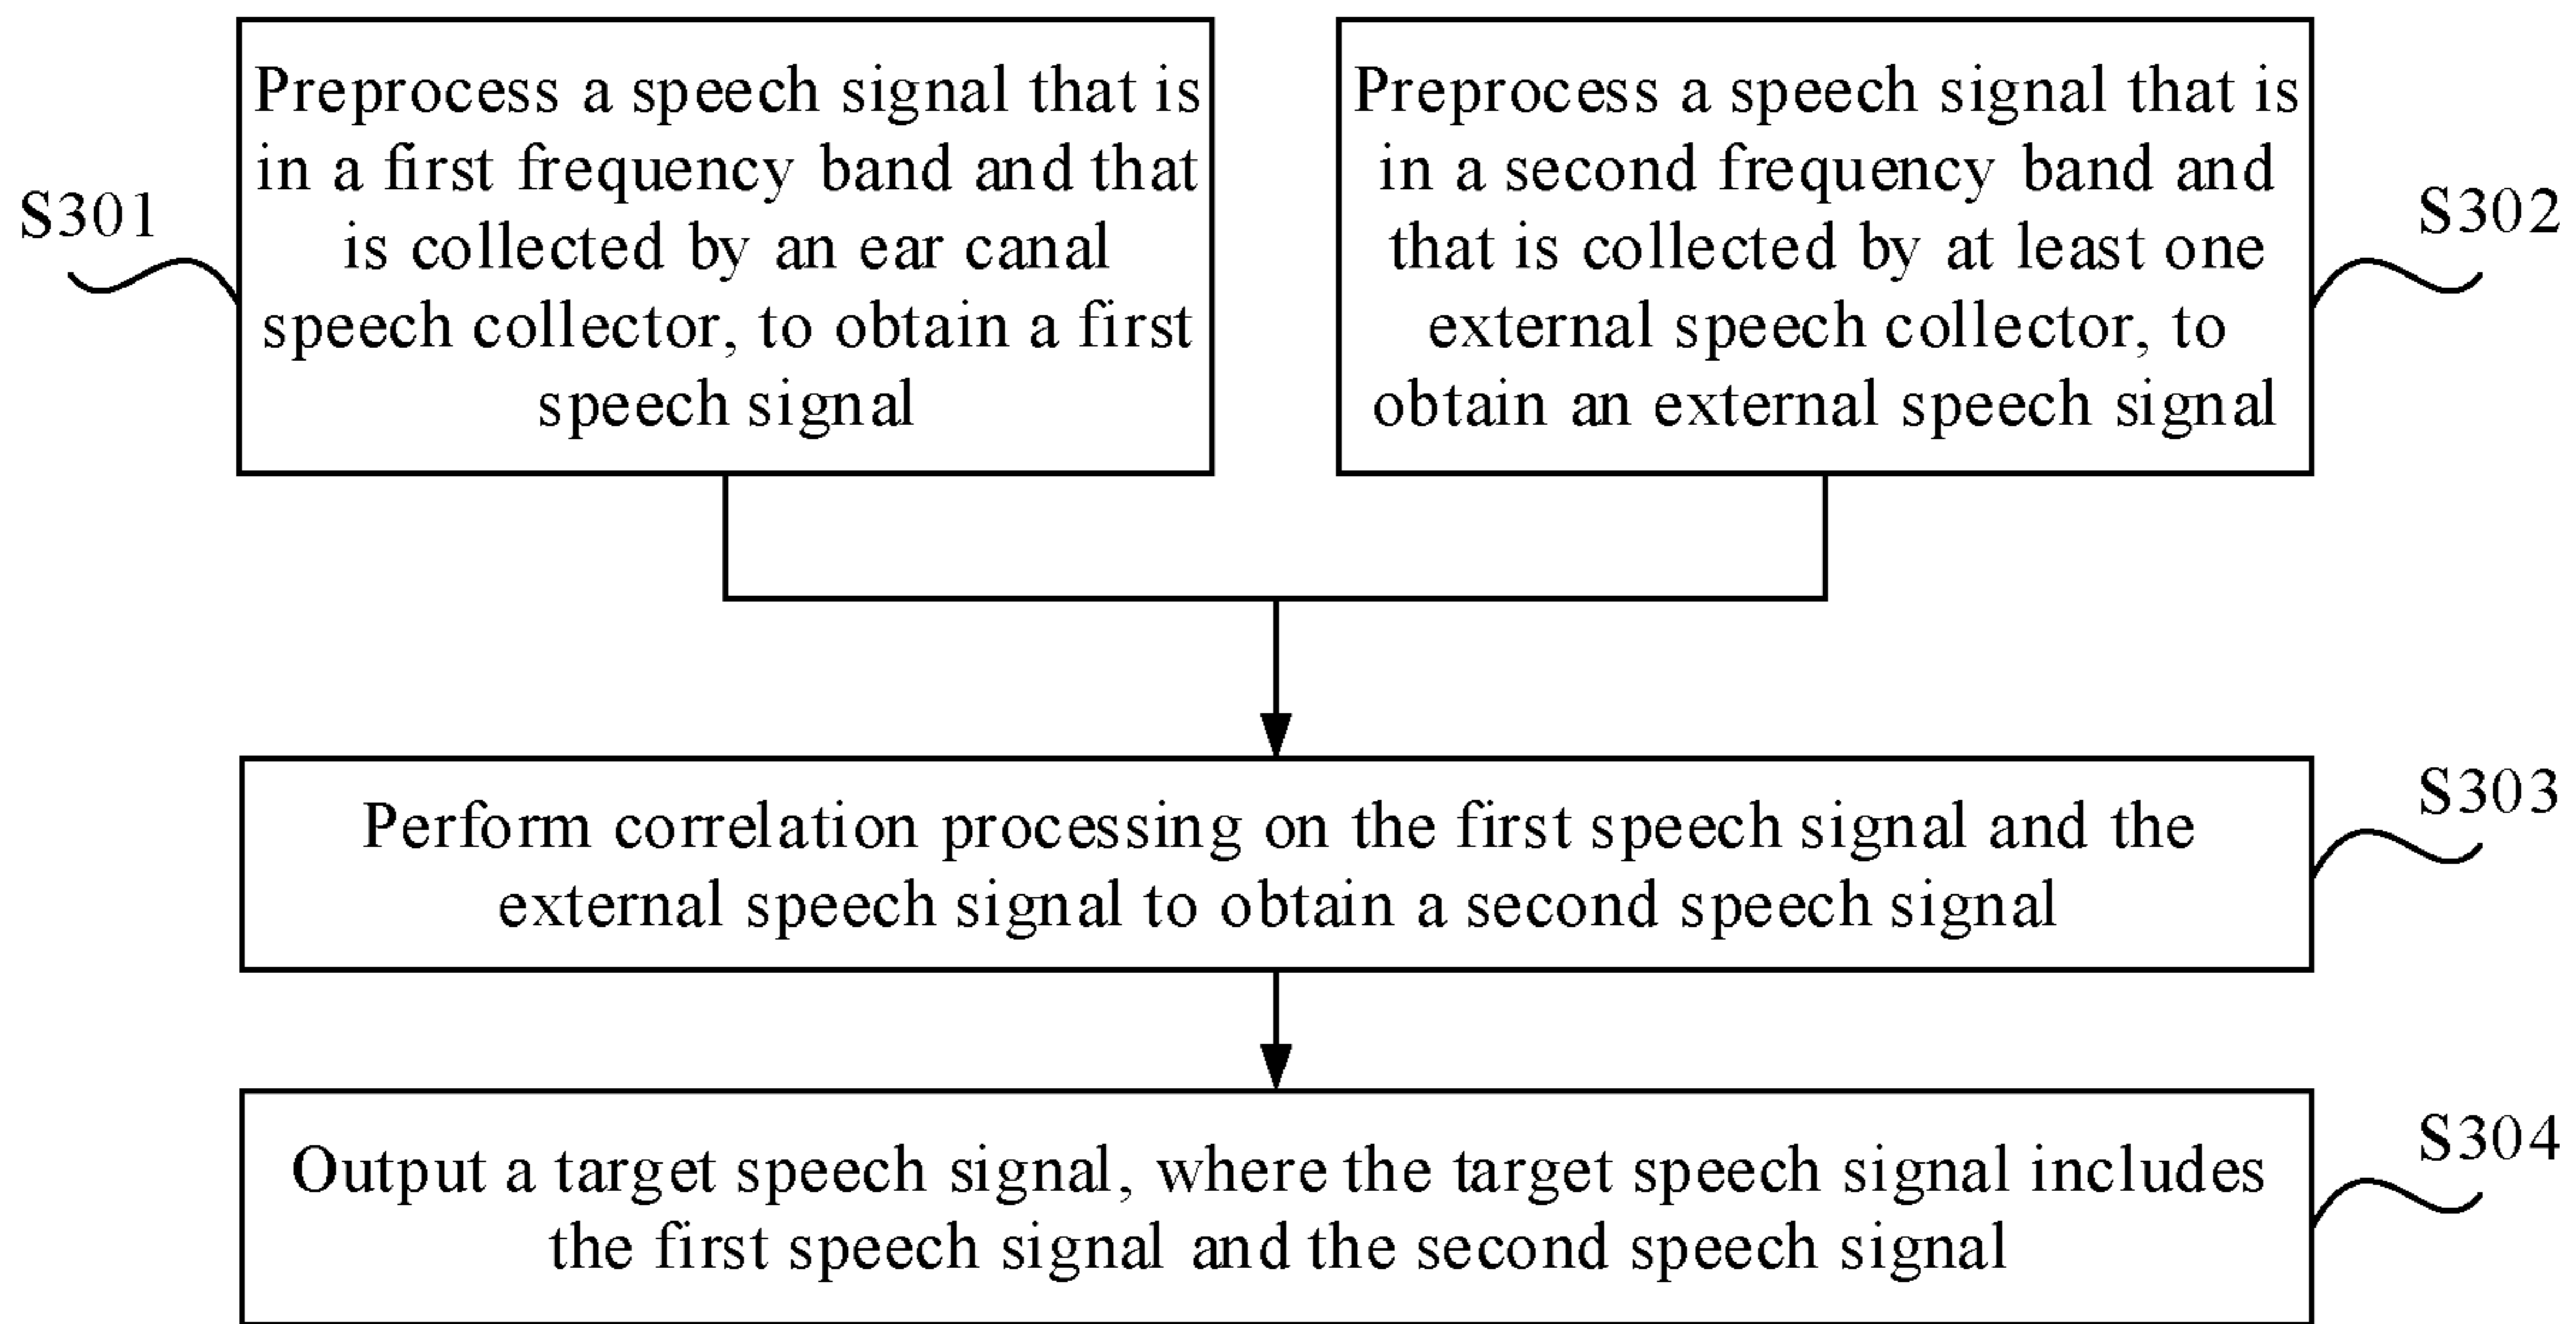 Preprocess a speech signal that is
in a first frequency band and that
is collected by an ear canal
speech collector, to obtain a first
speech signal
S301
Preprocess a speech signal that is
in a second frequency band and
that is collected by at least one
external speech collector, to
obtain an external speech signal
S302
Perform correlation processing on the first speech signal and the
external speech signal to obtain a second speech signal
S303
Output a target speech signal, where the target speech signal includes
the first speech signal and the second speech signal
S304